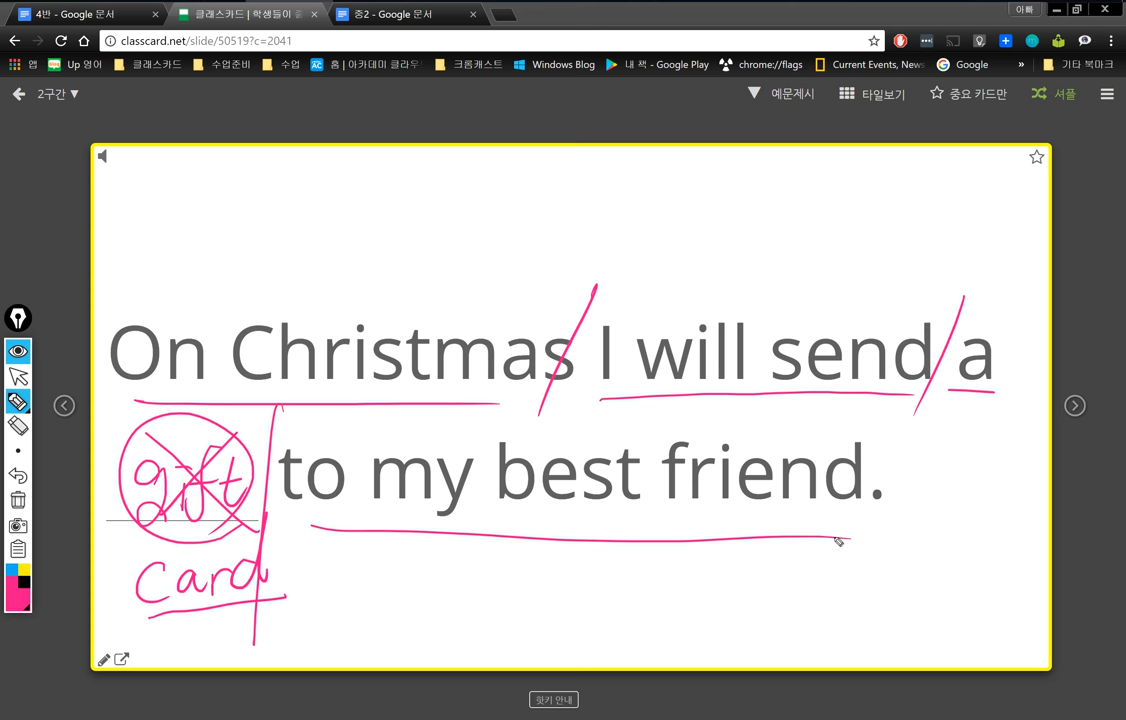 4반 - Google 문서
클래스카드 | 학생들이 줄
중2 - Google 문서
아빠
classcard.net/slide/50519?c=2041
앱
Up 영어
클래스카드
수업준비
수업
홈 | 아카데미 클라우
크롬캐스트
Windows Blog
내 책 - Google Play
chrome://flags
Current Events, News
Google
»
기타 북마크
2구간 ▼
▼ 예문제시
타일보기
중요 카드만
셔플
On Christmas I will send a
gift to my best friend.
card
핫키 안내